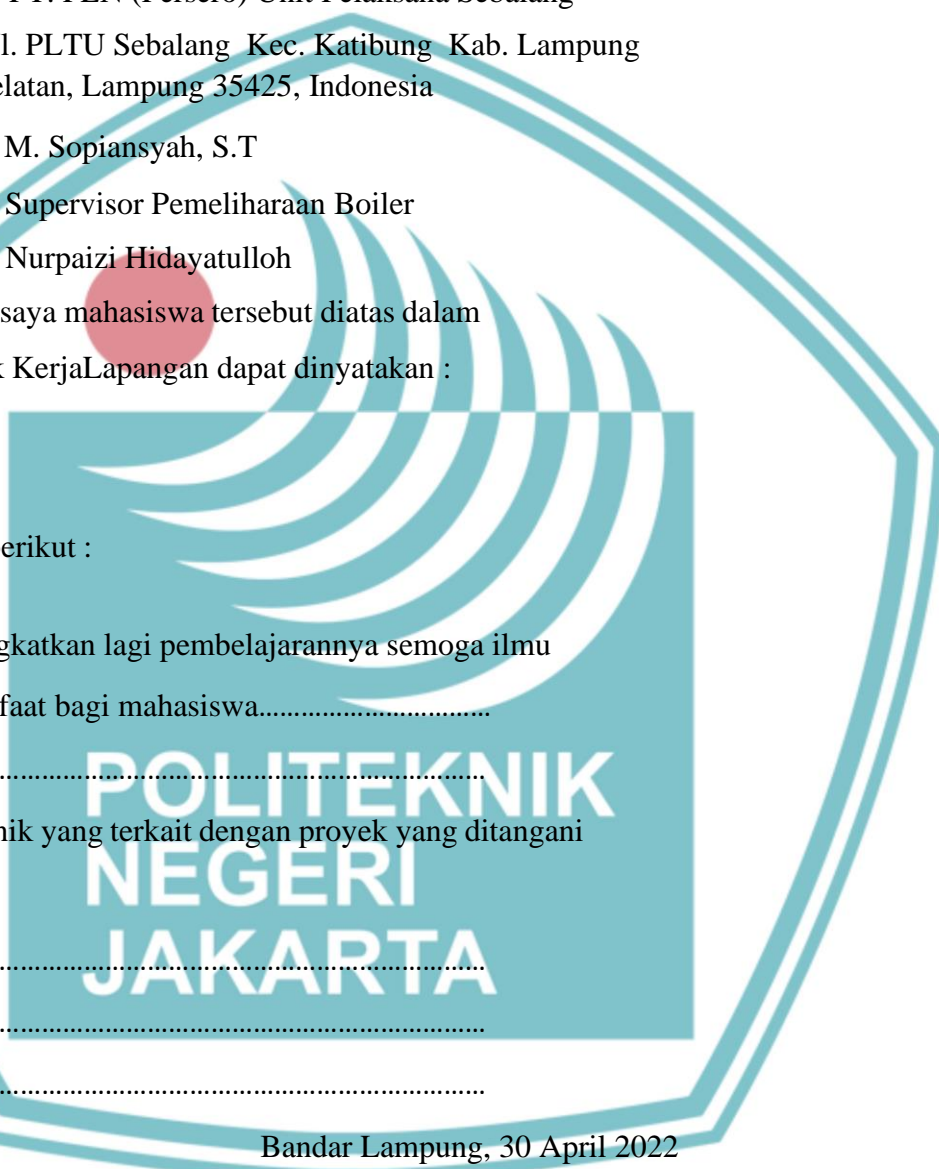 PT. PLN (Persero) Unit Pelaksana Sebalang
l. PLTU Sebalang Kec. Katibung Kab. Lampung
elatan, Lampung 35425, Indonesia
M. Sopiansyah, S.T
Supervisor Pemeliharaan Boiler
Nurpaizi Hidayatulloh
saya mahasiswa tersebut diatas dalam
k KerjaLapangan dapat dinyatakan :
erikut :
gkatkan lagi pembelajarannya semoga ilmu
faat bagi mahasiswa.................................
......................................................................
POLITEKNIK
nik yang terkait dengan proyek yang ditangani
NEGERI
JAKARTA
......................................................................
......................................................................
......................................................................
Bandar Lampung, 30 April 2022